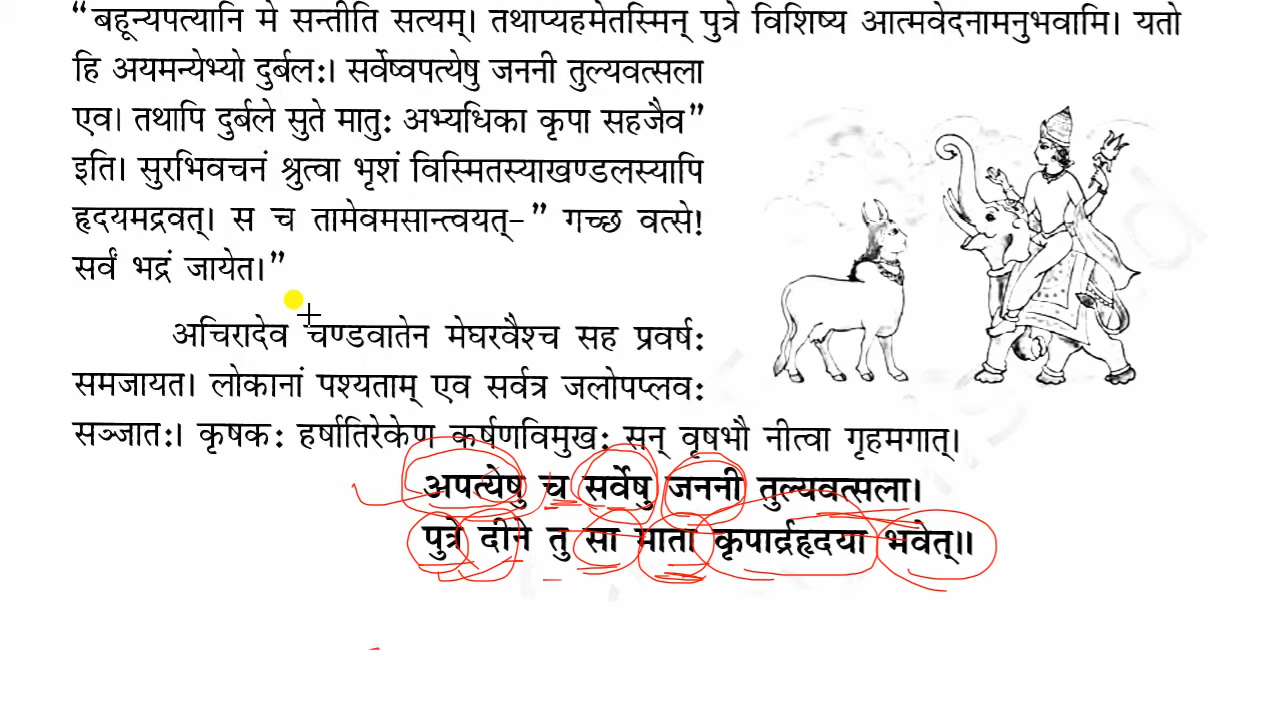 “बहून्यपत्यानि मे सन्तीति सत्यम्। तथाप्यहमेतस्मिन् पुत्रे विशिष्य आत्मवेदनामनुभवामि। यतो
हि अयमन्येभ्यो दुर्बलः। सर्वेष्वपत्येषु जननी तुल्यवत्सला
एव। तथापि दुर्बले सुते मातुः अभ्यधिका कृपा सहजैव”
इति। सुरभिवचनं श्रुत्वा भृशं विस्मितस्याखण्डलस्यापि
हृदयमद्रवत्। स च तामेवमसान्त्वयत्-” गच्छ वत्से!
सर्वं भद्रं जायेत।”
अचिरादेव चण्डवातेन मेघरवैश्च सह प्रवर्षः
समजायत। लोकानां पश्यताम् एव सर्वत्र जलोपप्लवः
सञ्जातः। कृषकः हर्षातिरेकेण कर्षणविमुखः सन् वृषभौ नीत्वा गृहमगात्।
अपत्येषु च सर्वेषु जननी तुल्यवत्सला।
पुत्रे दीने तु सा माता कृपार्द्रहृदया भवेत्॥